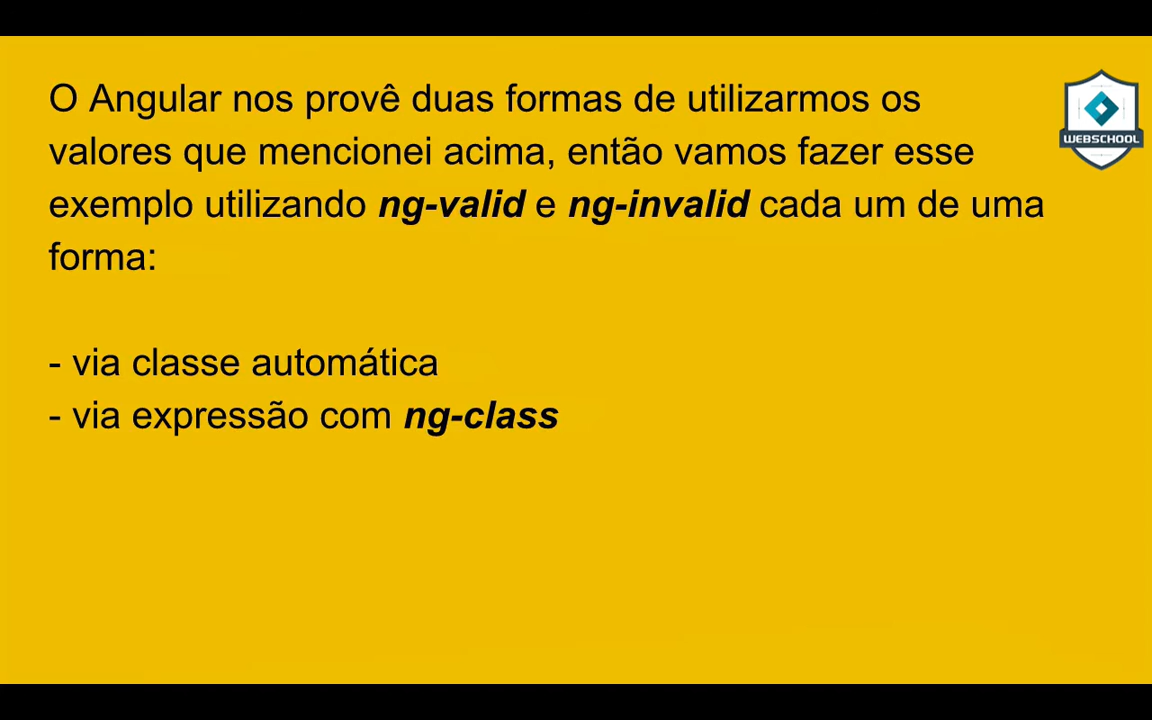 O Angular nos provê duas formas de utilizarmos os
valores que mencionei acima, então vamos fazer esse
exemplo utilizando ng-valid e ng-invalid cada um de uma
forma:
- via classe automática
- via expressão com ng-class
WEBSCHOOL